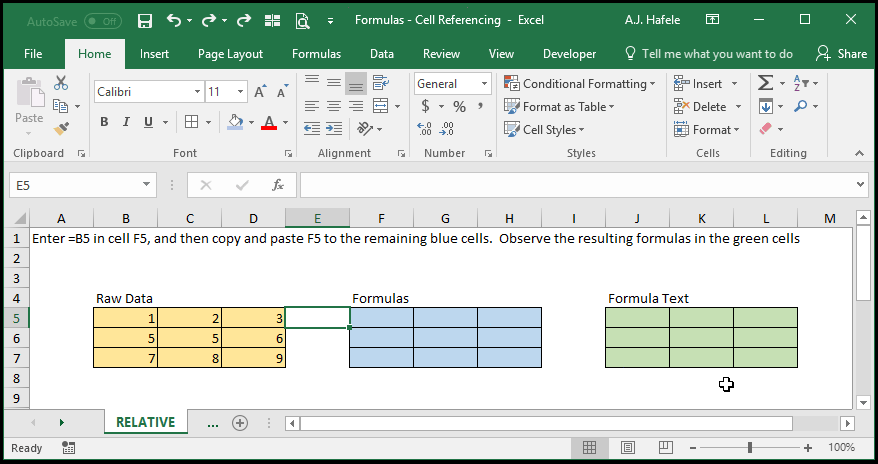 AutoSave Off Formulas - Cell Referencing - Excel A.J. Hafele
File Home Insert Page Layout Formulas Data Review View Developer Tell me what you want to do Share
Paste
Calibri 11 A A
B I U A
ab
General
$ % ,
.00 .0
.0 .00
Conditional Formatting
Format as Table
Cell Styles
Insert
Delete
Format
Σ A Z
Clipboard Font Alignment Number Styles Cells Editing
E5 fx
A B C D E F G H I J K L M
1 Enter =B5 in cell F5, and then copy and paste F5 to the remaining blue cells. Observe the resulting formulas in the green cells
2
3
4 Raw Data Formulas Formula Text
5 1 2 3
6 5 5 6
7 7 8 9
8
9
RELATIVE ...
Ready 100%